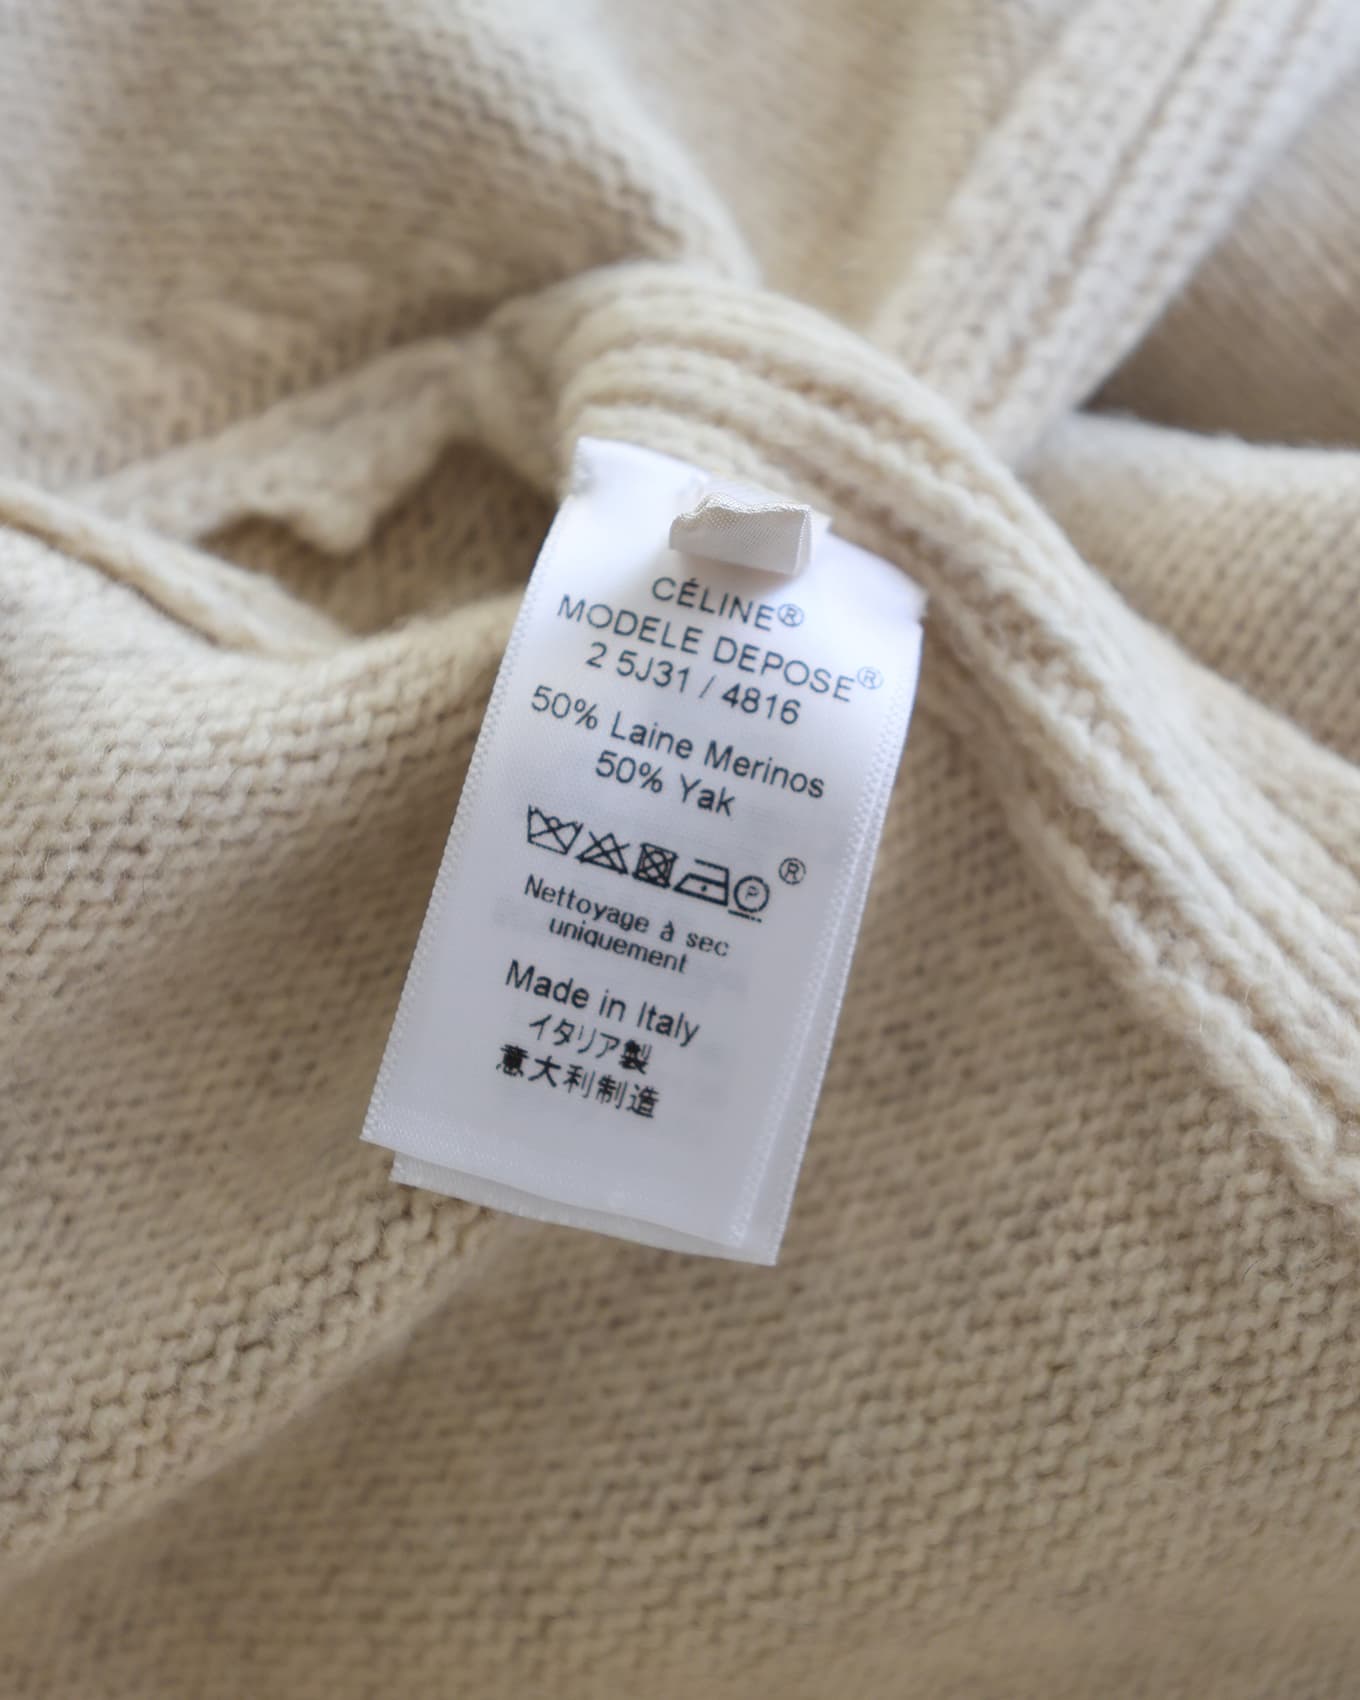 CÉLINE®
MODELE DEPOSE®
2 5J31 / 4816
50% Laine Merinos
50% Yak
P ®
Nettoyage à sec
uniquement
Made in Italy
イタリア製
意大利制造